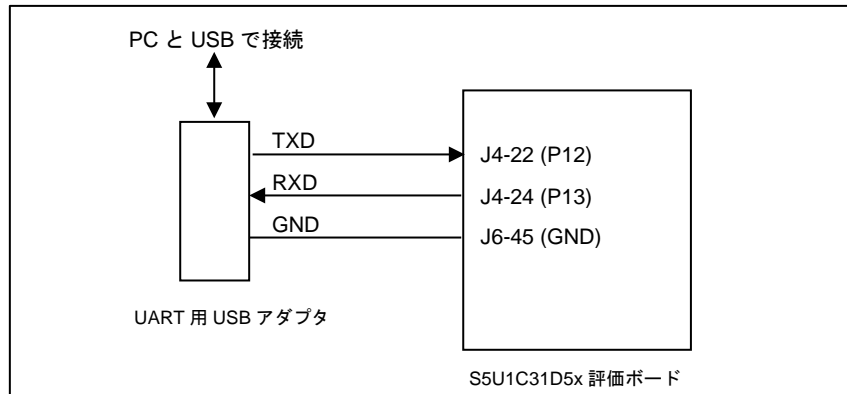 PC と USB で接続
TXD
J4-22 (P12)
RXD
J4-24 (P13)
GND
J6-45 (GND)
UART 用 USB アダプタ
S5U1C31D5x 評価ボード